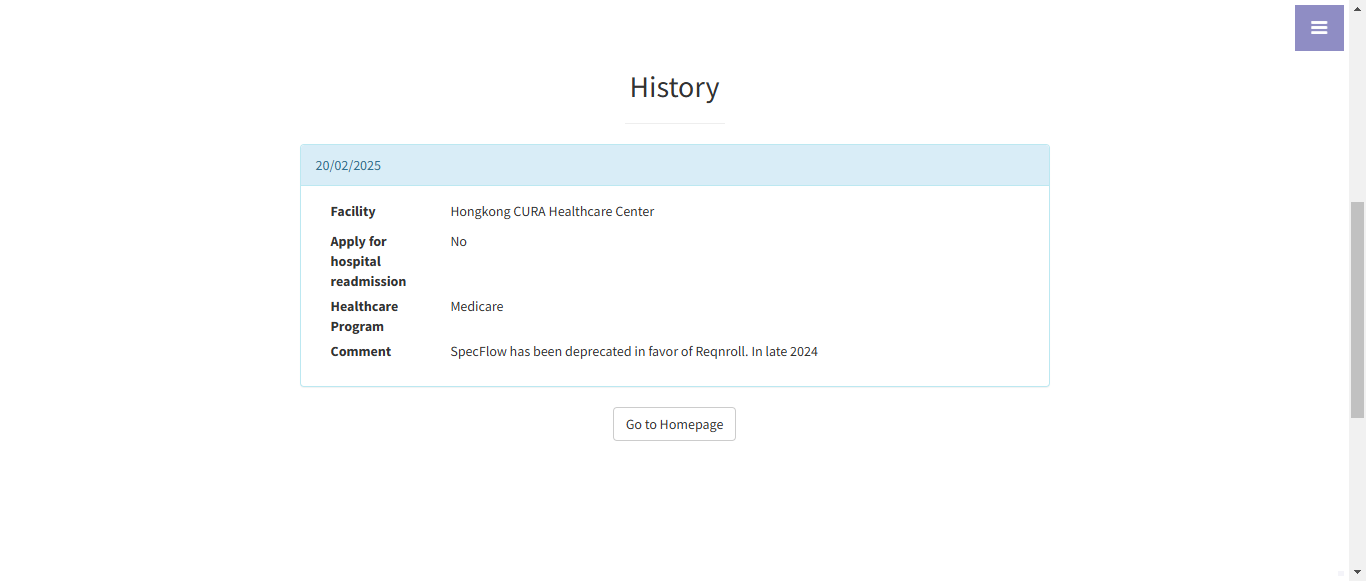 History
20/02/2025
Facility Hongkong CURA Healthcare Center
Apply for No
hospital
readmission
Healthcare Medicare
Program
Comment SpecFlow has been deprecated in favor of Reqnroll. In late 2024
Go to Homepage